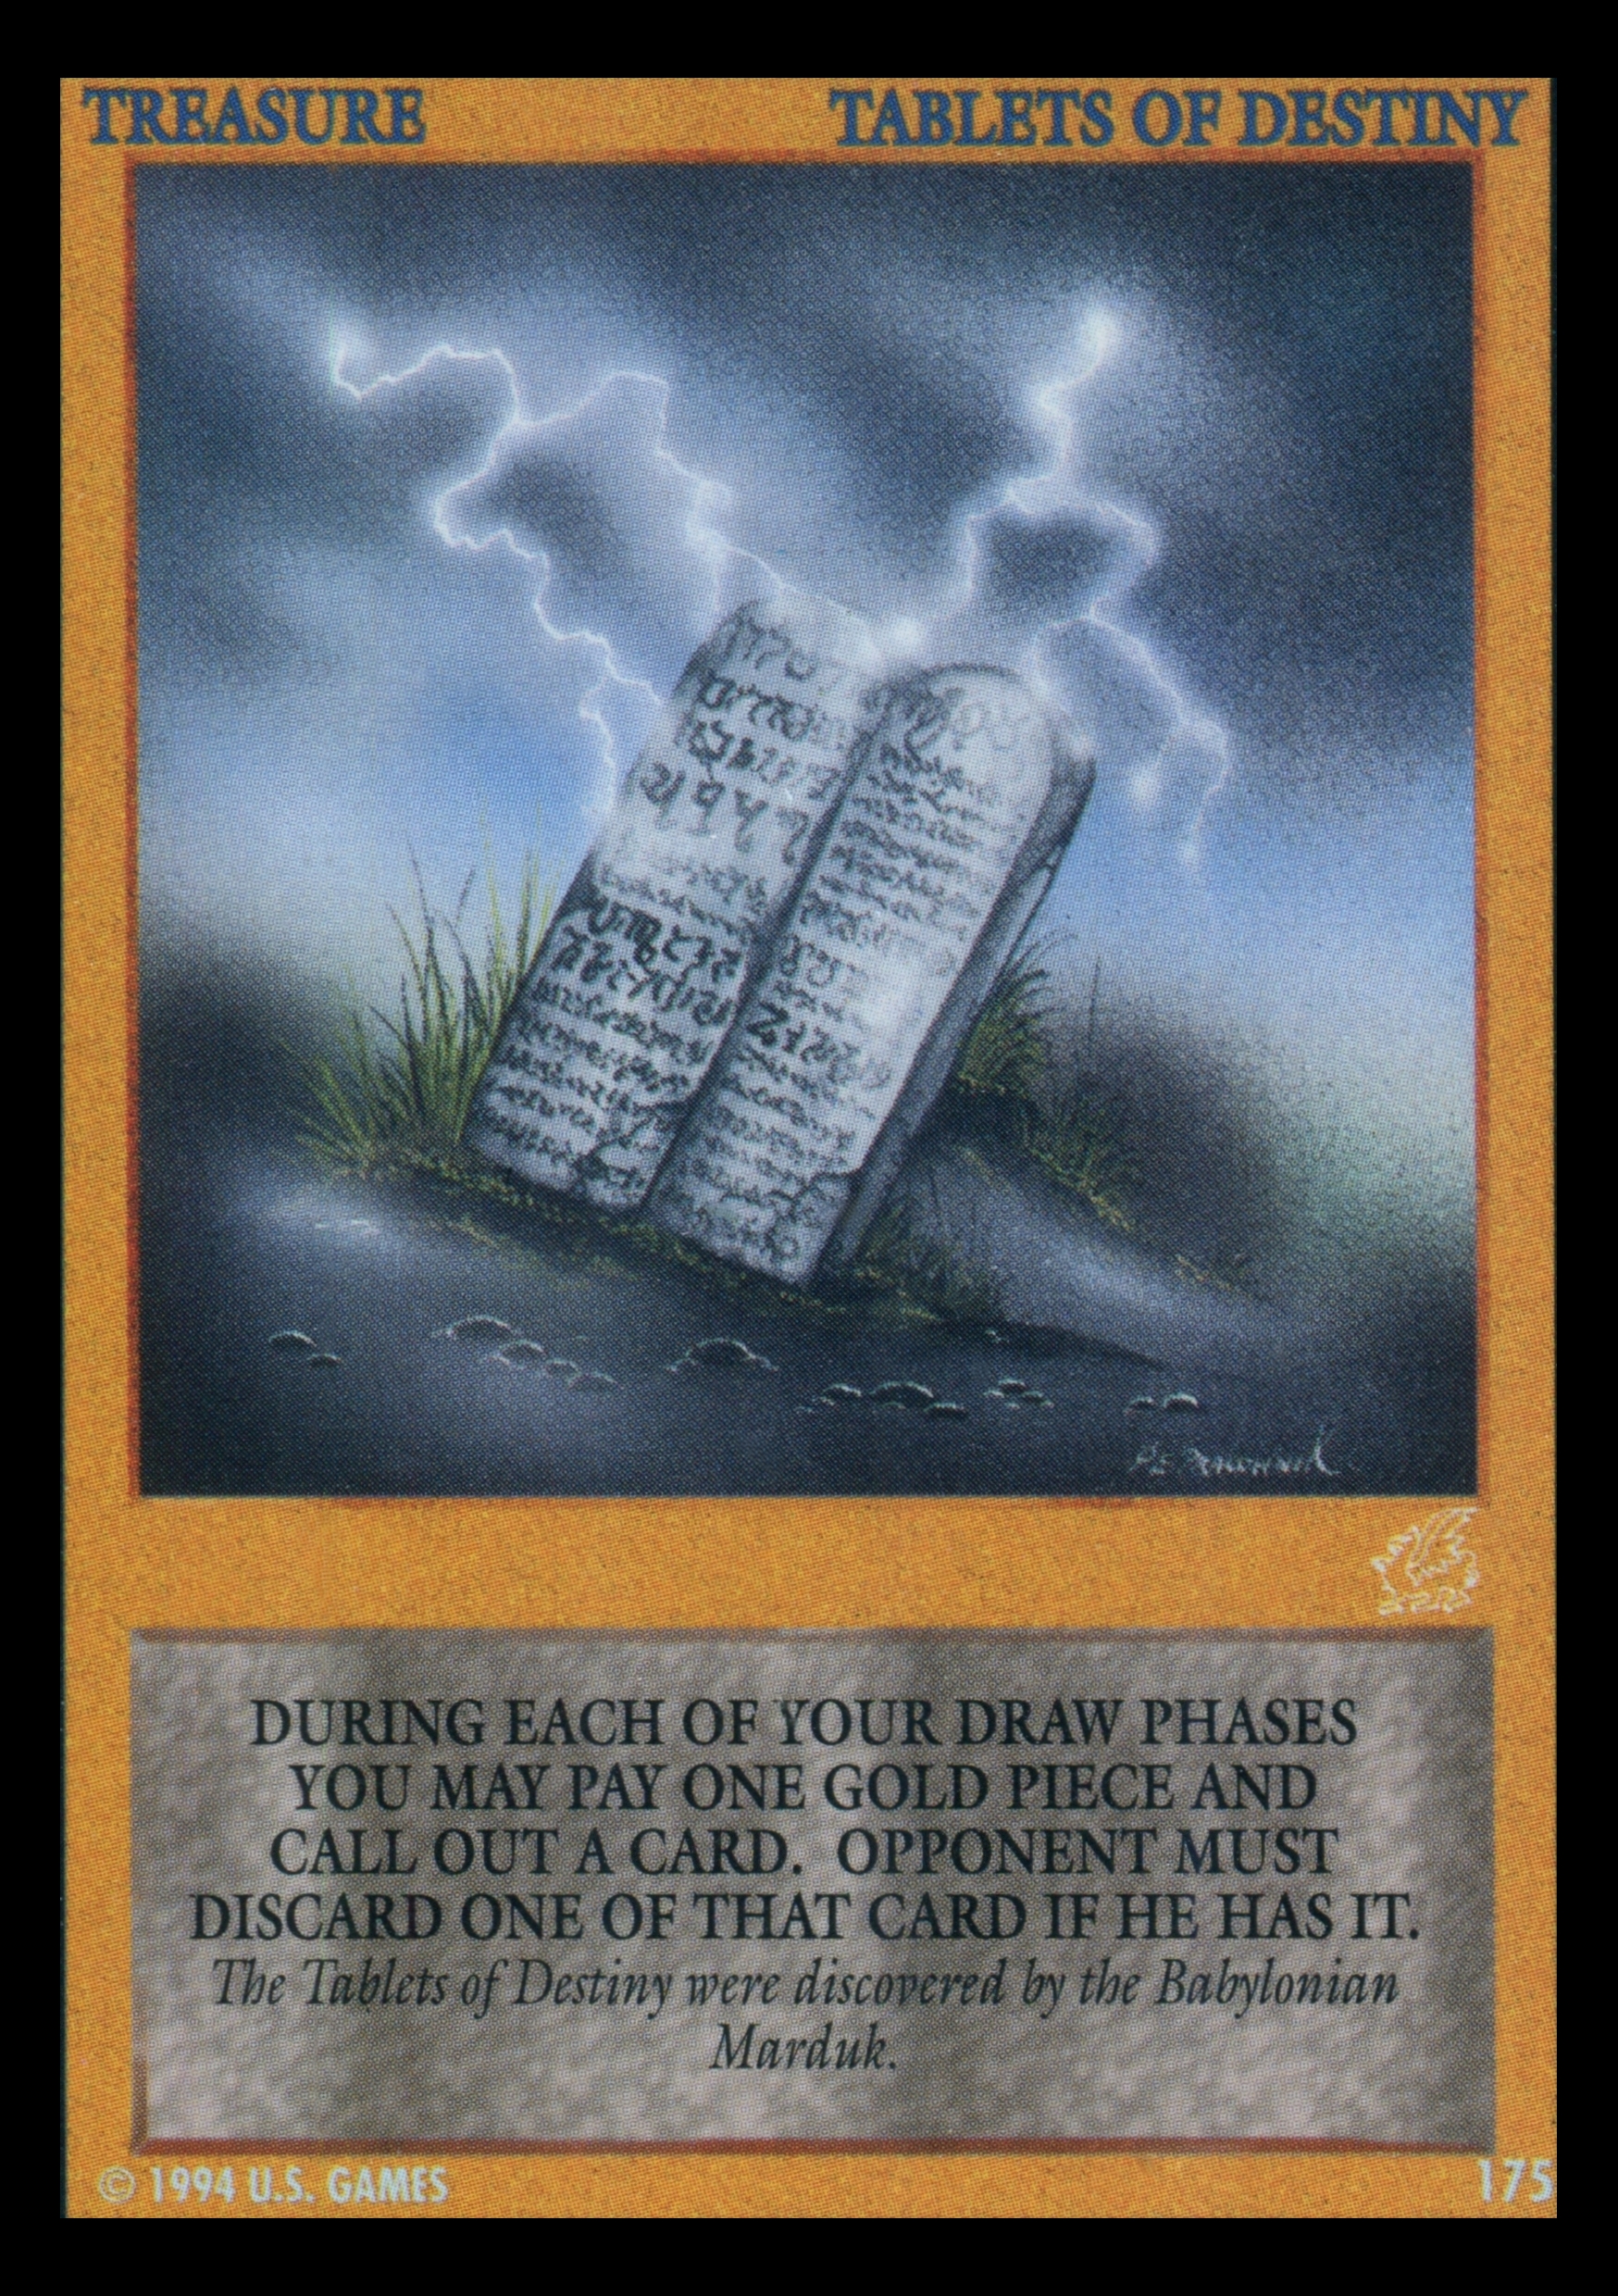 TREASURE
TABLETS OF DESTINY
DURING EACH OF YOUR DRAW PHASES
YOU MAY PAY ONE GOLD PIECE AND
CALL OUT A CARD. OPPONENT MUST
DISCARD ONE OF THAT CARD IF HE HAS IT.
The Tablets of Destiny were discovered by the Babylonian
Marduk.
© 1994 U.S. GAMES
175